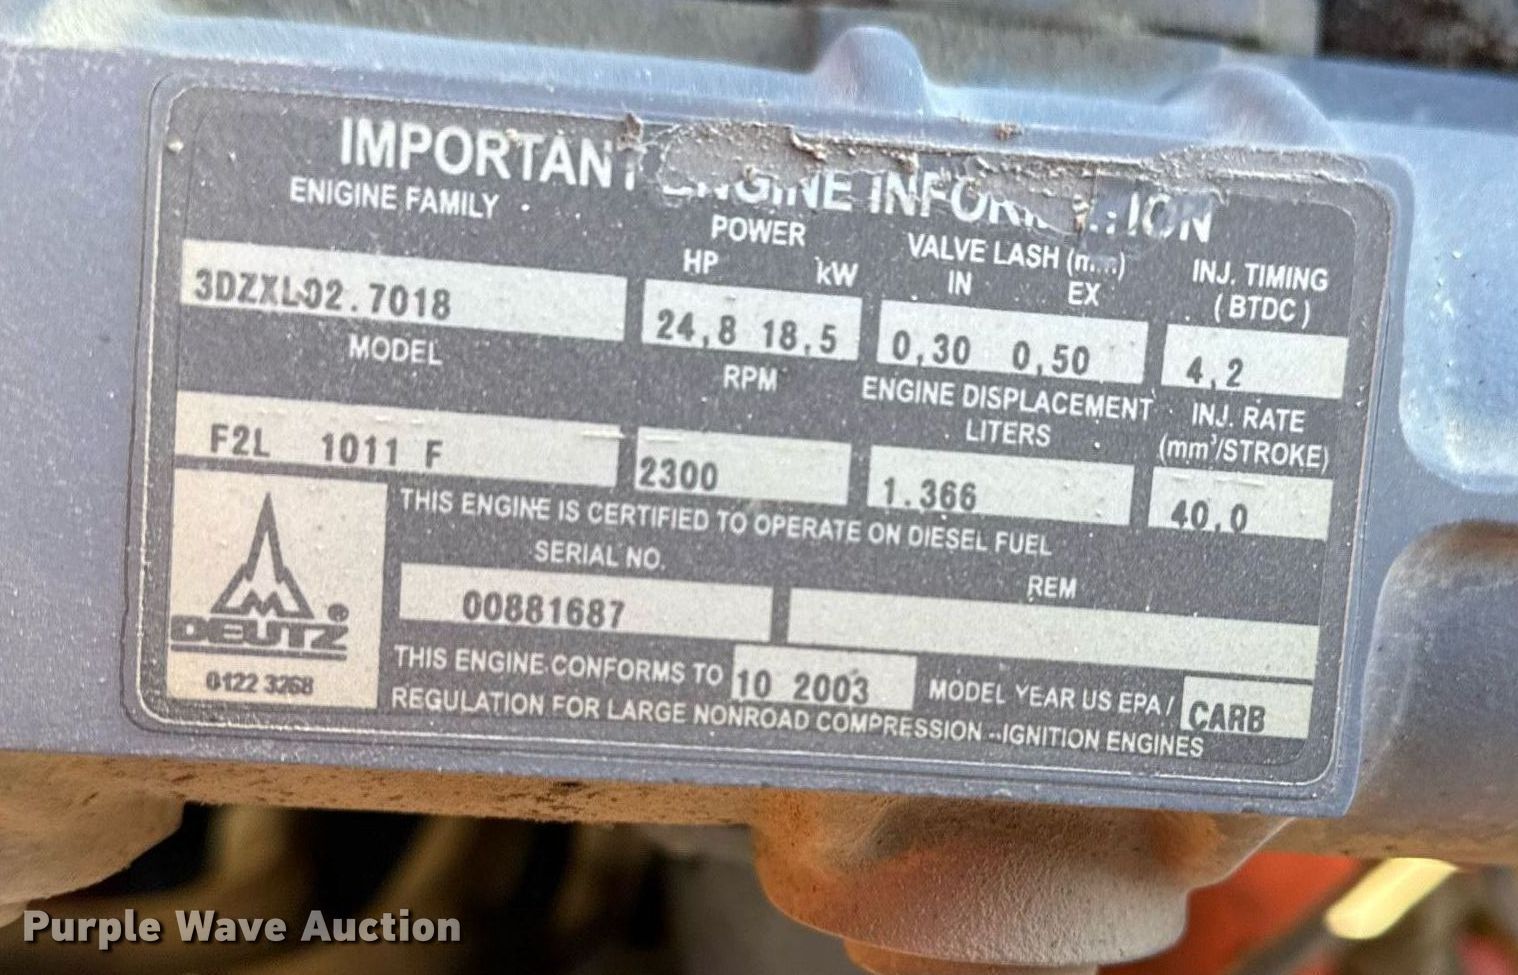 IMPORTANT ENGINE INFORMATION
ENIGINE FAMILY
POWER
HP kW
VALVE LASH (mm)
IN EX
INJ. TIMING
(BTDC)
3DZXL02.7018
24,8 18,5
0,30 0,50
4,2
MODEL
RPM
ENGINE DISPLACEMENT
LITERS
INJ. RATE
(mm³/STROKE)
F2L 1011 F
2300
1.366
40,0
THIS ENGINE IS CERTIFIED TO OPERATE ON DIESEL FUEL
SERIAL NO.
REM
00881687
DEUTZ ®
0122 3268
THIS ENGINE CONFORMS TO 10 2003 MODEL YEAR US EPA / CARB
REGULATION FOR LARGE NONROAD COMPRESSION -IGNITION ENGINES
Purple Wave Auction